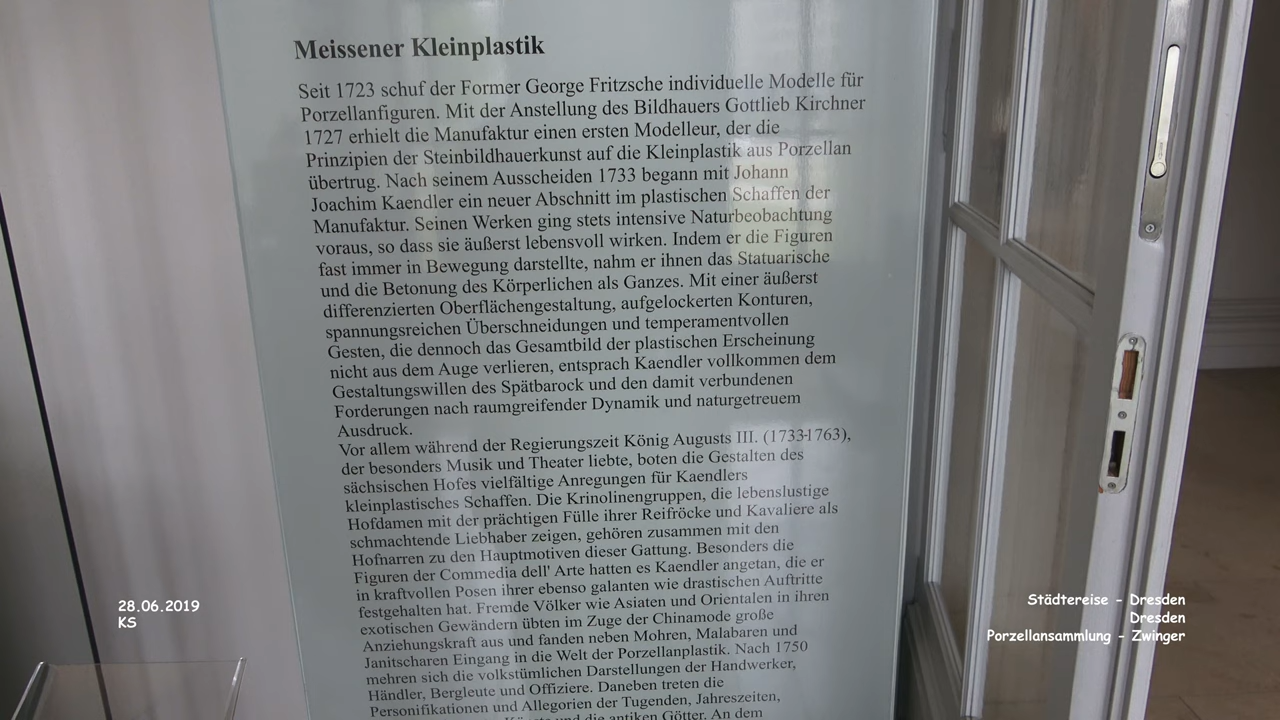 Meissener Kleinplastik
Seit 1723 schuf der Former George Fritzsche individuelle Modelle für
Porzellanfiguren. Mit der Anstellung des Bildhauers Gottlieb Kirchner
1727 erhielt die Manufaktur einen ersten Modelleur, der die
Prinzipien der Steinbildhauerkunst auf die Kleinplastik aus Porzellan
übertrug. Nach seinem Ausscheiden 1733 begann mit Johann
Joachim Kaendler ein neuer Abschnitt im plastischen Schaffen der
Manufaktur. Seinen Werken ging stets intensive Naturbeobachtung
voraus, so dass sie äußerst lebensvoll wirken. Indem er die Figuren
fast immer in Bewegung darstellte, nahm er ihnen das Statuarische
und die Betonung des Körperlichen als Ganzes. Mit einer äußerst
differenzierten Oberflächengestaltung, aufgelockerten Konturen,
spannungsreichen Überschneidungen und temperamentvollen
Gesten, die dennoch das Gesamtbild der plastischen Erscheinung
nicht aus dem Auge verlieren, entsprach Kaendler vollkommen dem
Gestaltungswillen des Spätbarock und den damit verbundenen
Forderungen nach raumgreifender Dynamik und naturgetreuem
Ausdruck.
Vor allem während der Regierungszeit König Augusts III. (1733-1763),
der besonders Musik und Theater liebte, boten die Gestalten des
sächsischen Hofes vielfältige Anregungen für Kaendlers
kleinplastisches Schaffen. Die Krinolinengruppen, die lebenslustige
Hofdamen mit der prächtigen Fülle ihrer Reifröcke und Kavaliere als
schmachtende Liebhaber zeigen, gehören zusammen mit den
Hofnarren zu den Hauptmotiven dieser Gattung. Besonders die
Figuren der Commedia dell' Arte hatten es Kaendler angetan, die er
in kraftvollen Posen ihrer ebenso galanten wie drastischen Auftritte
festgehalten hat. Fremde Völker wie Asiaten und Orientalen in ihren
exotischen Gewändern übten im Zuge der Chinamode große
Anziehungskraft aus und fanden neben Mohren, Malabaren und
Janitscharen Eingang in die Welt der Porzellanplastik. Nach 1750
mehren sich die volkstümlichen Darstellungen der Handwerker,
Händler, Bergleute und Offiziere. Daneben treten die
Personifikationen und Allegorien der Tugenden, Jahreszeiten,
und die antiken Götter. An dem
28.06.2019
KS
Städtereise - Dresden
Dresden
Porzellansammlung - Zwinger